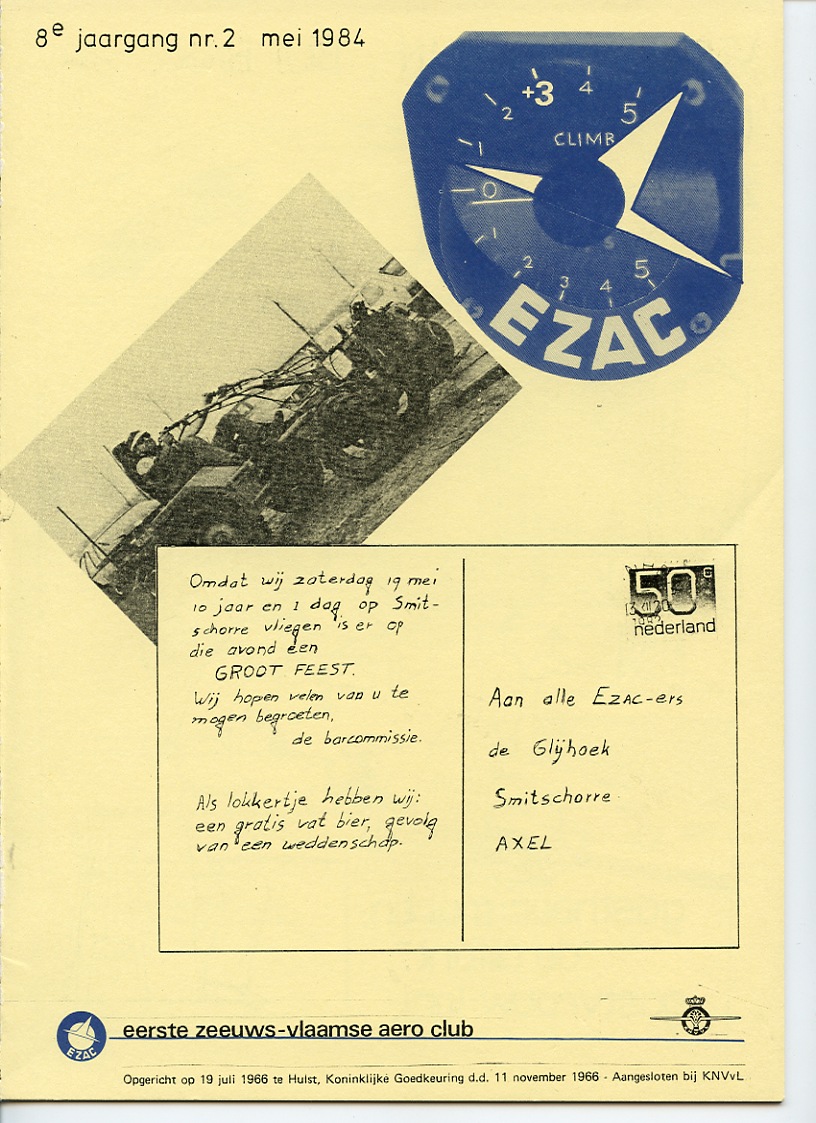 8e jaargang nr. 2 mei 1984
+3
4
5
2
1
CLIMB
0
1
2
3
4
5
EZAC
Omdat wij zaterdag 19 mei
10 jaar en 1 dag op Smit-
schorre vliegen is er op
die avond een
GROOT FEEST.
Wij hopen velen van u te
mogen begroeten,
de barcommissie.
Als lokkertje hebben wij:
een gratis vat bier, gevolg
van een weddenschap.
50 c
nederland
Aan alle EZAC-ers
de Glijhoek
Smitschorre
AXEL
EZAC
eerste zeeuws-vlaamse aero club
Opgericht op 19 juli 1966 te Hulst, Koninklijke Goedkeuring d.d. 11 november 1966 - Aangesloten bij KNVvL